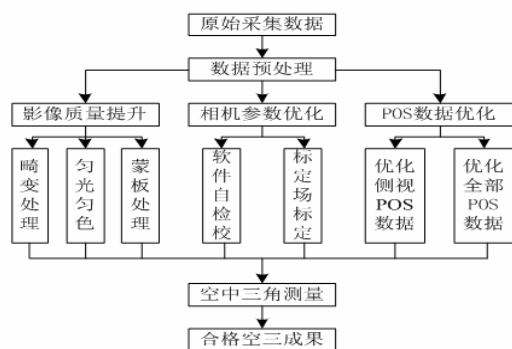 原始采集数据
数据预处理
影像质量提升
相机参数优化
POS数据优化
畸变处理
匀光匀色
蒙板处理
软件自检校
标定场标定
优化
侧视
POS
数据
优化
全部
POS
数据
空中三角测量
合格空三成果